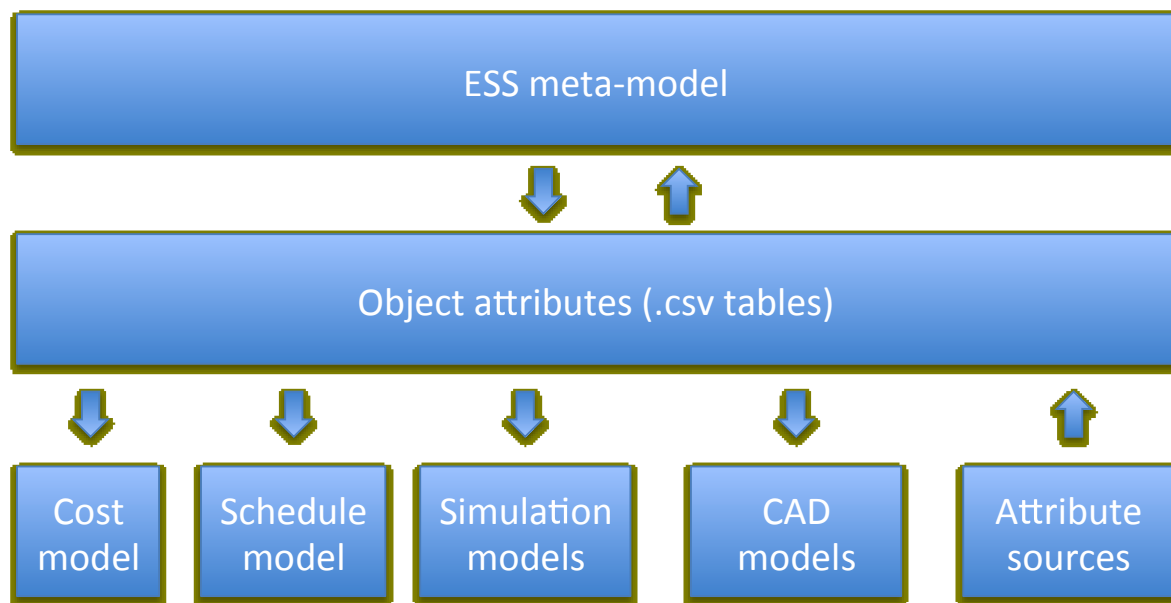 ESS meta-model
Object attributes (.csv tables)
Cost
model
Schedule
model
Simulation
models
CAD
models
Attribute
sources